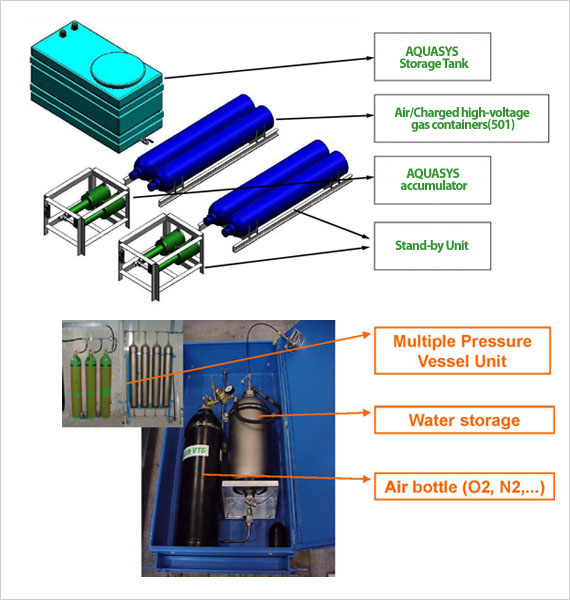 AQUASYS
Storage Tank
Air/Charged high-voltage
gas containers(501)
AQUASYS
accumulator
Stand-by Unit
Multiple Pressure
Vessel Unit
Water storage
Air bottle (O2, N2,...)
VTG